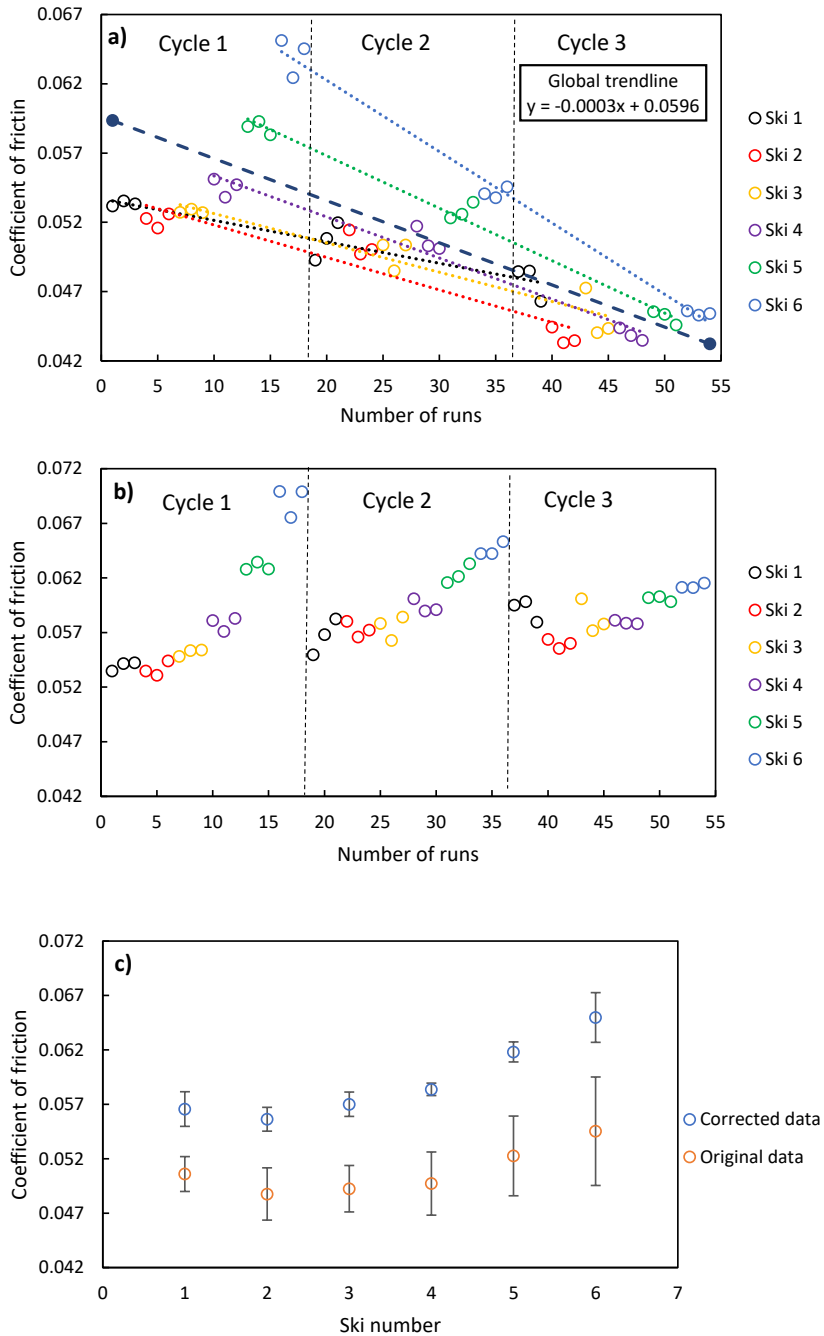 0.067
0.062
0.057
0.052
0.047
0.042
a)
Cycle 1
Cycle 2
Cycle 3
Global trendline
y = -0.0003x + 0.0596
0 5 10 15 20 25 30 35 40 45 50 55
Number of runs
Coefficient of frictin
Ski 1
Ski 2
Ski 3
Ski 4
Ski 5
Ski 6
0.072
0.067
0.062
0.057
0.052
0.047
0.042
b)
Cycle 1
Cycle 2
Cycle 3
0 5 10 15 20 25 30 35 40 45 50 55
Number of runs
Coefficent of friction
Ski 1
Ski 2
Ski 3
Ski 4
Ski 5
Ski 6
0.072
0.067
0.062
0.057
0.052
0.047
0.042
c)
0 1 2 3 4 5 6 7
Ski number
Coefficient of friction
Corrected data
Original data